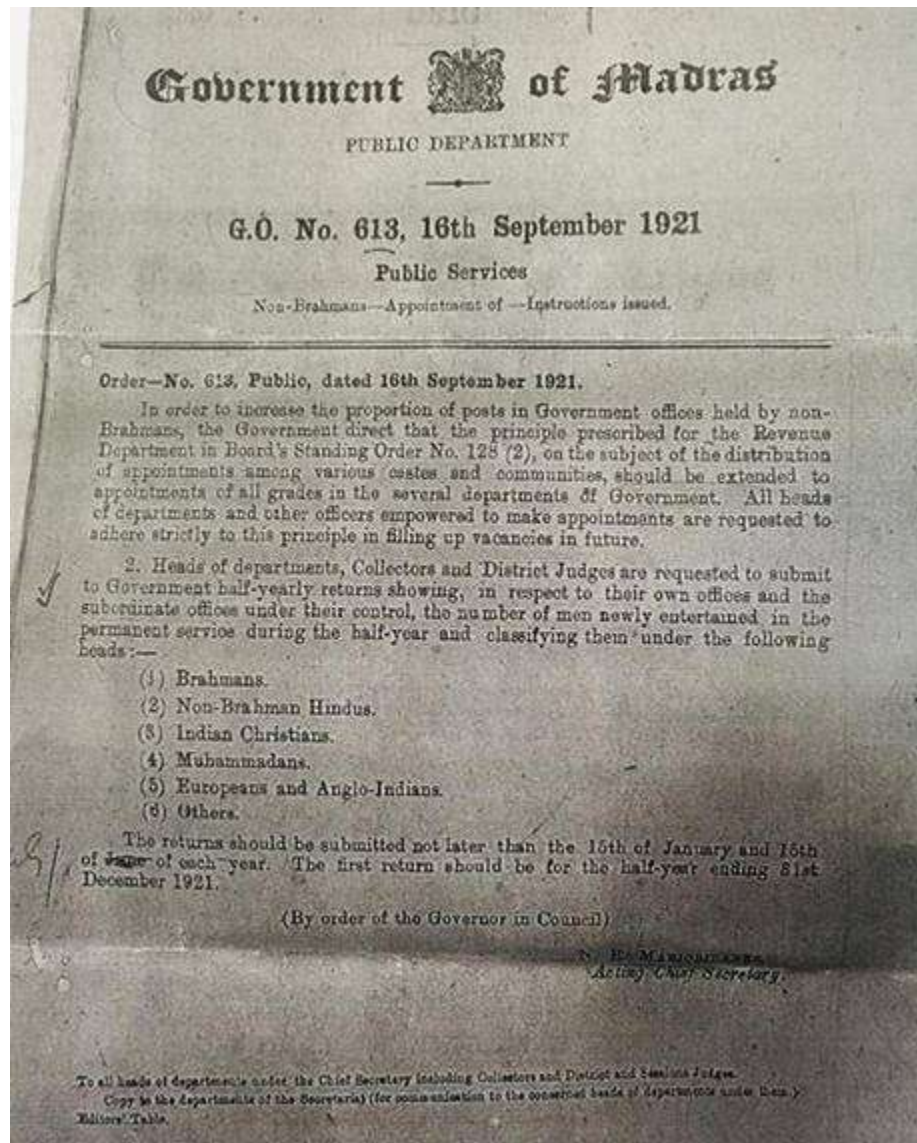 Government of Madras
PUBLIC DEPARTMENT
G.O. No. 613, 16th September 1921
Public Services
Non-Brahmans—Appointment of—Instructions issued.
Order—No. 613, Public, dated 16th September 1921.
In order to increase the proportion of posts in Government offices held by non-
Brahmans, the Government direct that the principle prescribed for the Revenue
Department in Board's Standing Order No. 128 (2), on the subject of the distribution
of appointments among various castes and communities, should be extended to
appointments of all grades in the several departments of Government. All heads
of departments and other officers empowered to make appointments are requested to
adhere strictly to this principle in filling up vacancies in future.
2. Heads of departments, Collectors and District Judges are requested to submit
to Government half-yearly returns showing, in respect to their own offices and the
subordinate offices under their control, the number of men newly entertained in the
permanent service during the half-year and classifying them under the following
heads:—
(1) Brahmans.
(2) Non-Brahman Hindus.
(3) Indian Christians.
(4) Muhammadans.
(5) Europeans and Anglo-Indians.
(6) Others.
The returns should be submitted not later than the 15th of January and 15th
of June of each year. The first return should be for the half-year ending 31st
December 1921.
(By order of the Governor in Council)
Acting Chief Secretary.
To all heads of departments under the Chief Secretary including Collectors and District and Sessions Judges.
Copy to the departments of the Secretariat (for communication to the concerned heads of departments under them.)
Editors' Table.